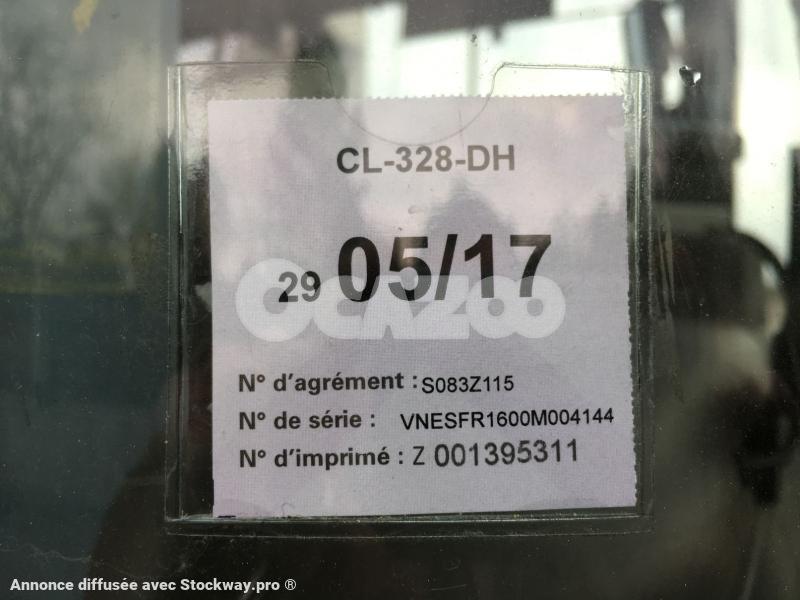 CL-328-DH
29 05/17
OCAZOO
N° d'agrément : S083Z115
N° de série : VNESFR1600M004144
N° d'imprimé : Z 001395311
Annonce diffusée avec Stockway.pro ®